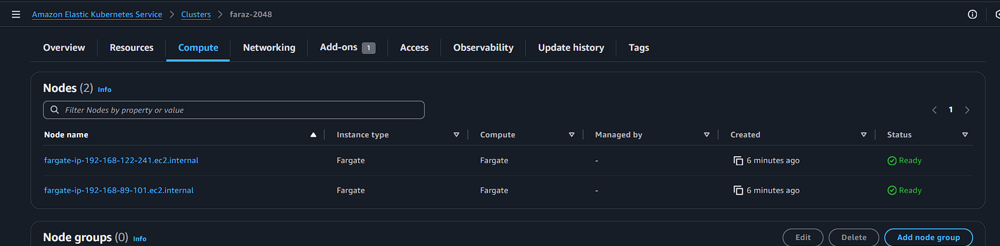 Amazon Elastic Kubernetes Service > Clusters > faraz-2048
Overview Resources Compute Networking Add-ons 1 Access Observability Update history Tags
Nodes (2) Info
Filter Nodes by property or value
1
Node name Instance type Compute Managed by Created Status
fargate-ip-192-168-122-241.ec2.internal Fargate Fargate - 6 minutes ago Ready
fargate-ip-192-168-89-101.ec2.internal Fargate Fargate - 6 minutes ago Ready
Node groups (0) Info Edit Delete Add node group